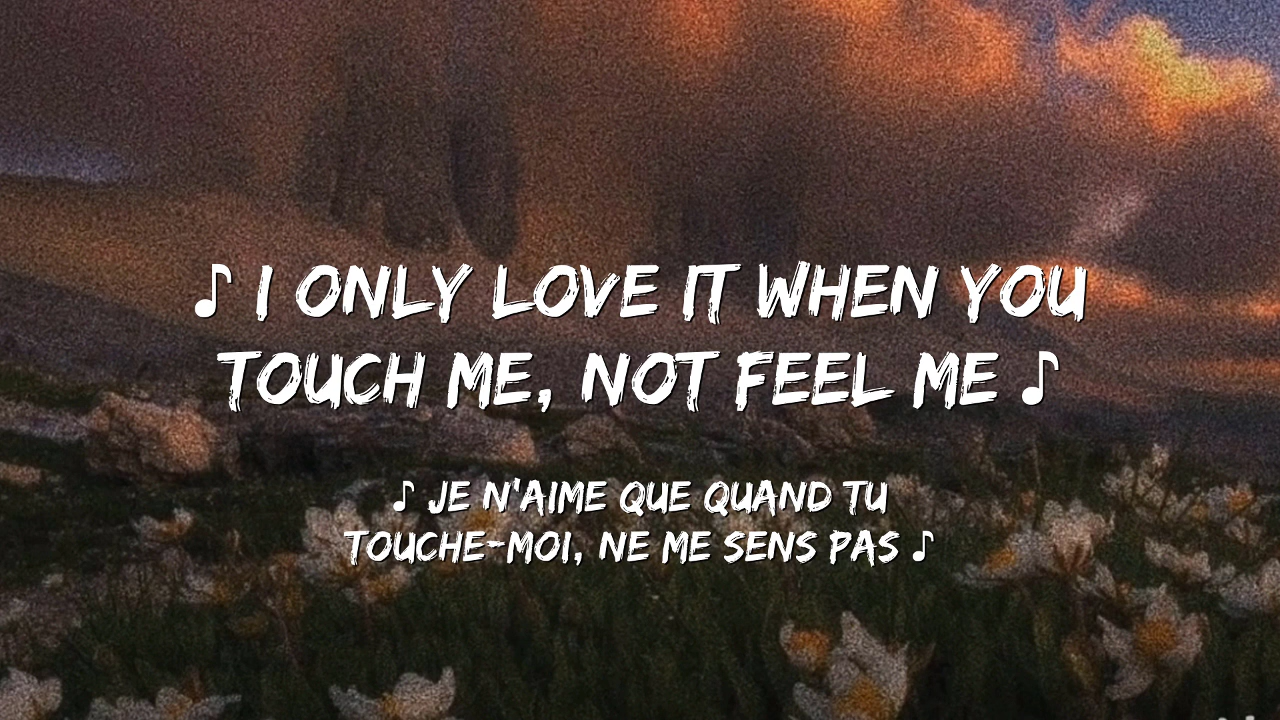 ♪ I ONLY LOVE IT WHEN YOU
TOUCH ME, NOT FEEL ME ♪
♪ JE N'AIME QUE QUAND TU
TOUCHE-MOI, NE ME SENS PAS ♪